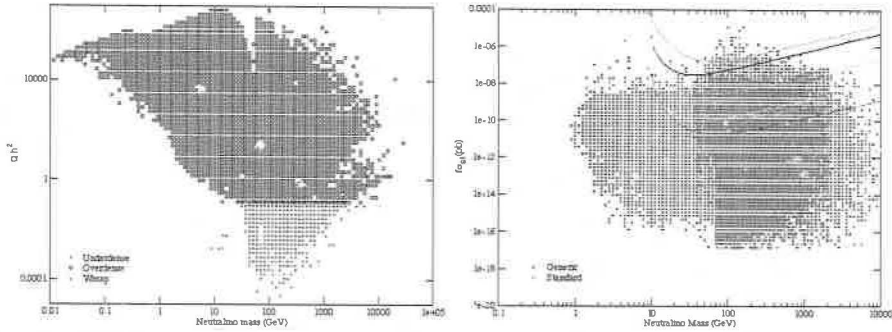 10000
1
0.0001
Ω h²
Underdense
Overdense
Wmap
0.01 0.1 1 10 100 1000 10000 1e+05
Neutralino mass (GeV)
0.0001
1e-06
1e-08
1e-10
1e-12
1e-14
1e-16
1e-18
1e-20
(pb)
Generic
Standard
0.1 1 10 100 1000 10000
Neutralino Mass (GeV)